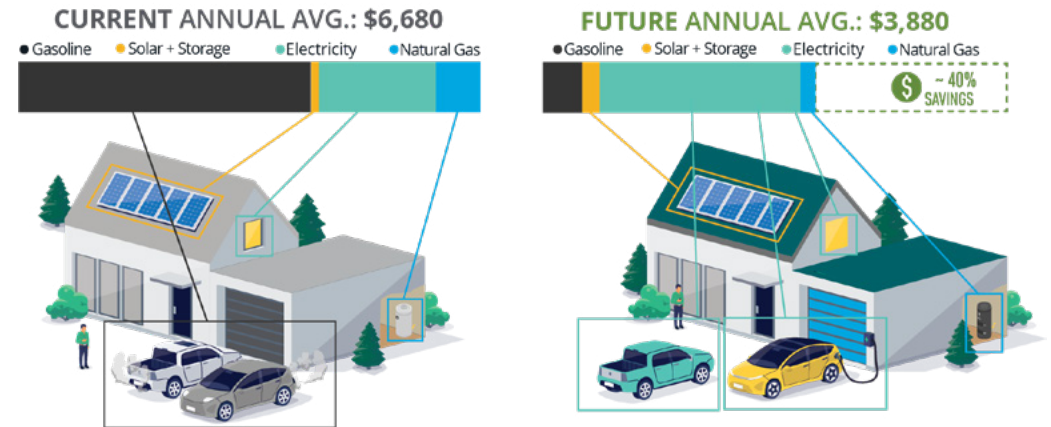 CURRENT ANNUAL AVG.: $6,680
Gasoline Solar + Storage Electricity Natural Gas
FUTURE ANNUAL AVG.: $3,880
Gasoline Solar + Storage Electricity Natural Gas
$ ~ 40%
SAVINGS